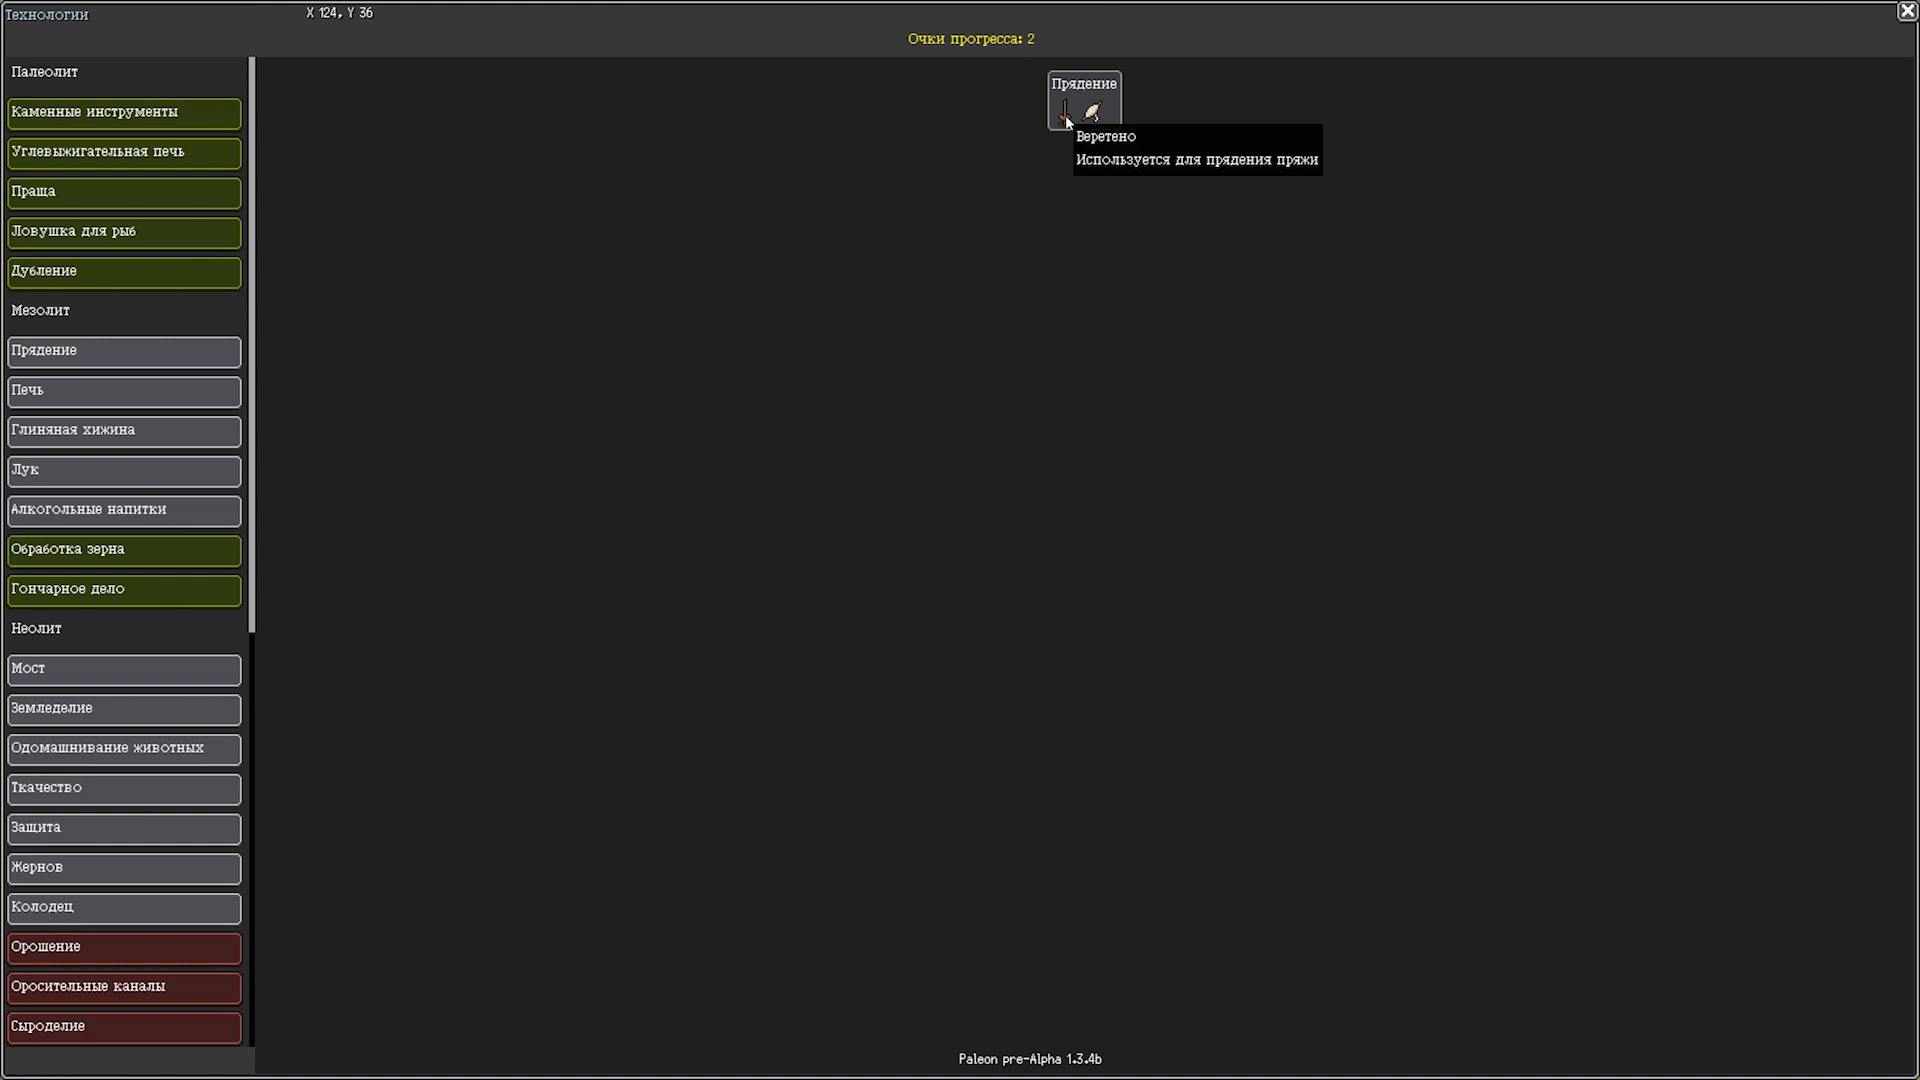 Технологии
X 124, Y 36
Очки прогресса: 2
Палеолит
Каменные инструменты
Углевыжигательная печь
Праща
Ловушка для рыб
Дубление
Мезолит
Прядение
Печь
Глиняная хижина
Лук
Алкогольные напитки
Обработка зерна
Гончарное дело
Неолит
Мост
Земледелие
Одомашнивание животных
Ткачество
Защита
Жернов
Колодец
Орошение
Оросительные каналы
Сыроделие
Прядение
Веретено
Используется для прядения пряжи
Paleon pre-Alpha 1.3.4b